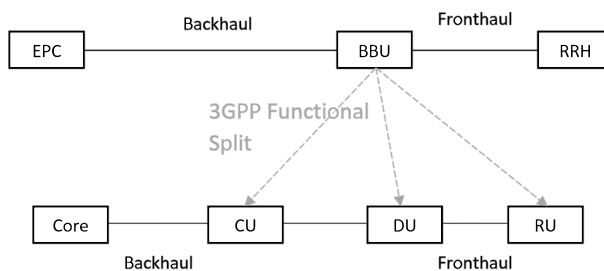 Backhaul
Fronthaul
EPC
BBU
RRH
3GPP Functional
Split
Core
CU
DU
RU
Backhaul
Fronthaul